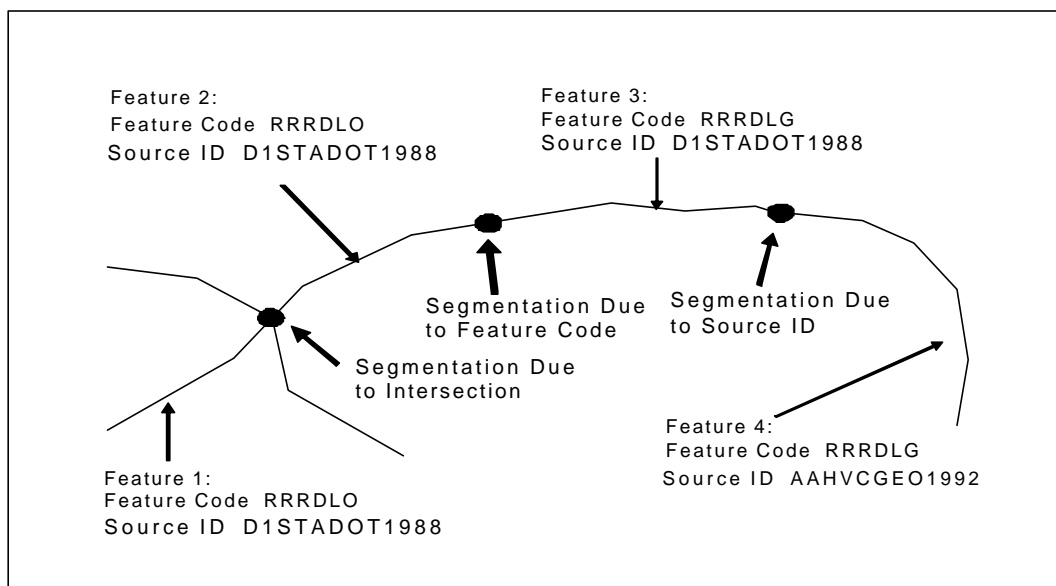 Feature 2:
Feature Code RRRDLO
Source ID D1STADOT1988
Feature 3:
Feature Code RRRDLG
Source ID D1STADOT1988
Segmentation Due
to Feature Code
Segmentation Due
to Source ID
Segmentation Due
to Intersection
Feature 4:
Feature Code RRRDLG
Source ID AAHVCGEO1992
Feature 1:
Feature Code RRRDLO
Source ID D1STADOT1988